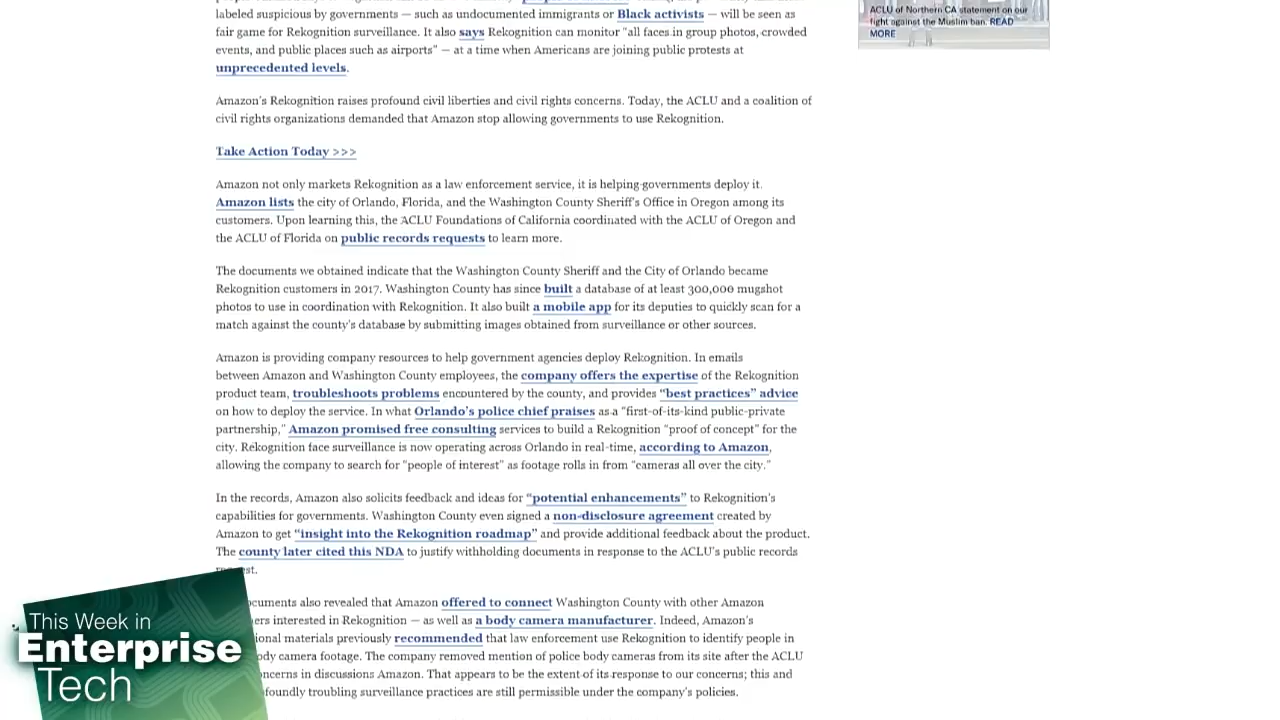 labeled suspicious by governments — such as undocumented immigrants or Black activists — will be seen as
fair game for Rekognition surveillance. It also says Rekognition can monitor "all faces in group photos, crowded
events, and public places such as airports" — at a time when Americans are joining public protests at
unprecedented levels.
Amazon's Rekognition raises profound civil liberties and civil rights concerns. Today, the ACLU and a coalition of
civil rights organizations demanded that Amazon stop allowing governments to use Rekognition.
Take Action Today >>>
Amazon not only markets Rekognition as a law enforcement service, it is helping governments deploy it.
Amazon lists the city of Orlando, Florida, and the Washington County Sheriff's Office in Oregon among its
customers. Upon learning this, the ACLU Foundations of California coordinated with the ACLU of Oregon and
the ACLU of Florida on public records requests to learn more.
The documents we obtained indicate that the Washington County Sheriff and the City of Orlando became
Rekognition customers in 2017. Washington County has since built a database of at least 300,000 mugshot
photos to use in coordination with Rekognition. It also built a mobile app for its deputies to quickly scan for a
match against the county's database by submitting images obtained from surveillance or other sources.
Amazon is providing company resources to help government agencies deploy Rekognition. In emails
between Amazon and Washington County employees, the company offers the expertise of the Rekognition
product team, troubleshoots problems encountered by the county, and provides "best practices" advice
on how to deploy the service. In what Orlando's police chief praises as a "first-of-its-kind public-private
partnership," Amazon promised free consulting services to build a Rekognition "proof of concept" for the
city. Rekognition face surveillance is now operating across Orlando in real-time, according to Amazon,
allowing the company to search for "people of interest" as footage rolls in from "cameras all over the city."
In the records, Amazon also solicits feedback and ideas for "potential enhancements" to Rekognition's
capabilities for governments. Washington County even signed a non-disclosure agreement created by
Amazon to get "insight into the Rekognition roadmap" and provide additional feedback about the product.
The county later cited this NDA to justify withholding documents in response to the ACLU's public records
cuments also revealed that Amazon offered to connect Washington County with other Amazon
ers interested in Rekognition — as well as a body camera manufacturer. Indeed, Amazon's
ional materials previously recommended that law enforcement use Rekognition to identify people in
ody camera footage. The company removed mention of police body cameras from its site after the ACLU
ncerns in discussions Amazon. That appears to be the extent of its response to our concerns; this and
foundly troubling surveillance practices are still permissible under the company's policies.
ACLU of Northern CA statement on our
fight against the Muslim ban. READ
MORE
This Week in
Enterprise
Tech